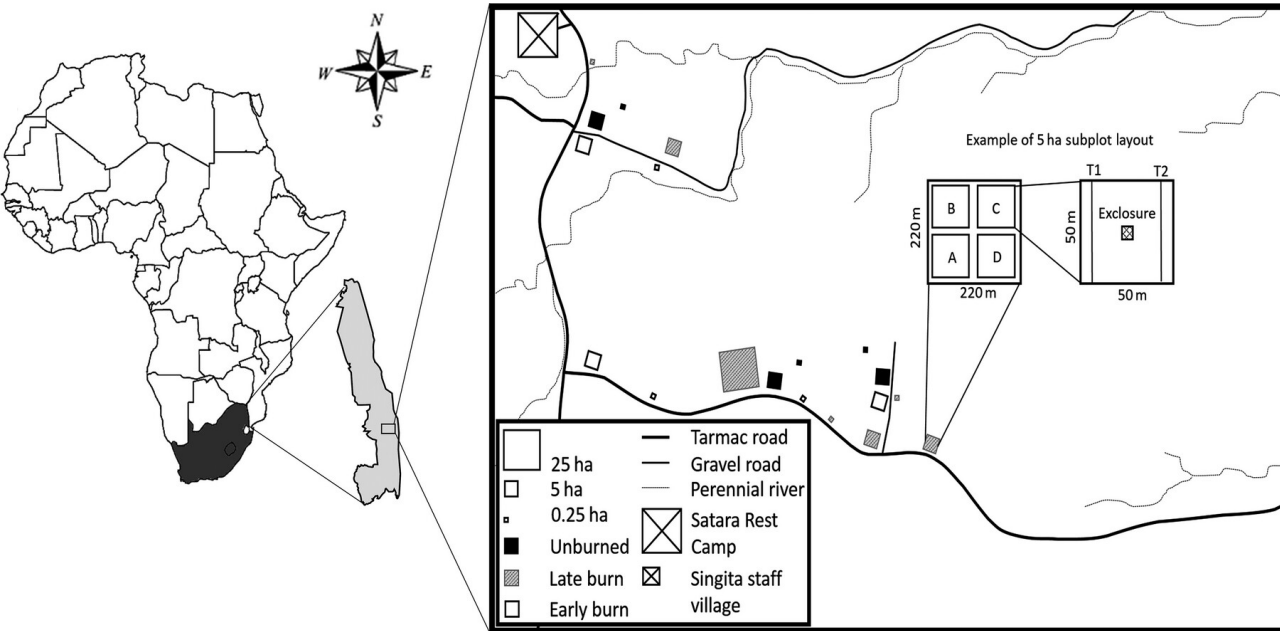 N
W
E
S
Example of 5 ha subplot layout
T1
T2
B
C
Exclosure
220 m
50 m
A
D
220 m
50 m
25 ha
5 ha
0.25 ha
Unburned
Late burn
Early burn
Tarmac road
Gravel road
Perennial river
Satara Rest
Camp
Singita staff
village